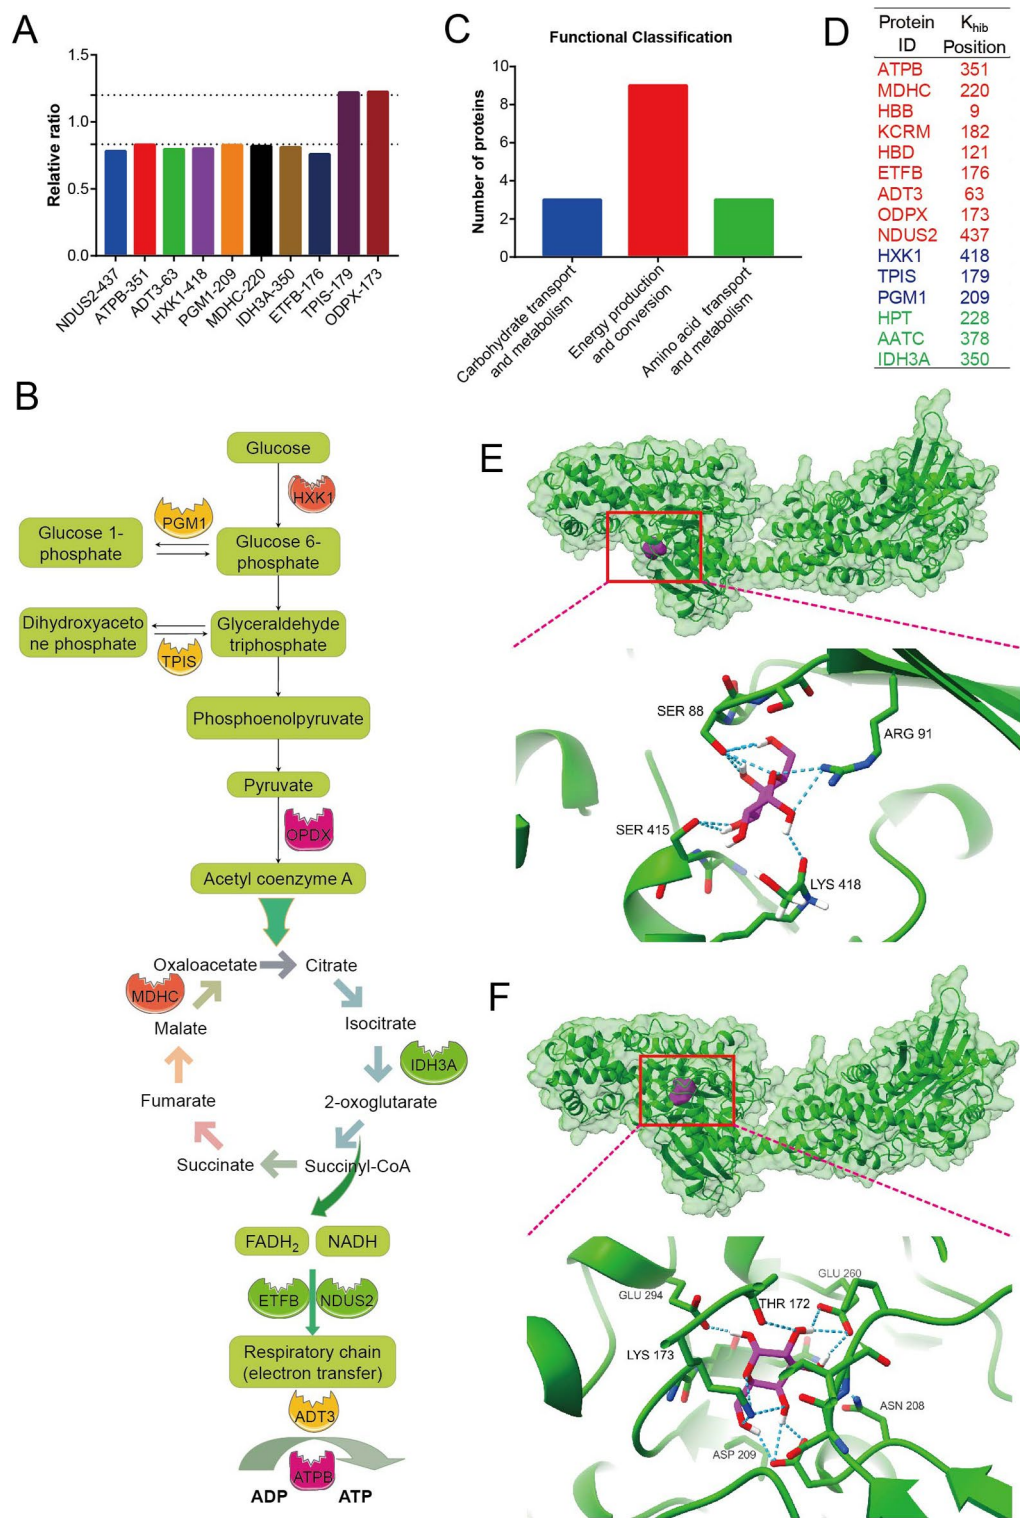 A
1.5
1.0
0.5
0.0
Relative ratio
NDUS2-437
ATPB-351
ADT3-63
HXK1-418
PGM1-209
MDHC-220
IDH3A-350
ETFB-176
TPIS-179
ODPX-173
C
Functional Classification
10
8
6
4
2
0
Number of proteins
Carbohydrate transport
and metabolism
Energy production
and conversion
Amino acid transport
and metabolism
D
Protein ID
K_hib Position
ATPB 351
MDHC 220
HBB 9
KCRM 182
HBD 121
ETFB 176
ADT3 63
ODPX 173
NDUS2 437
HXK1 418
TPIS 179
PGM1 209
HPT 228
AATC 378
IDH3A 350
B
Glucose
HXK1
PGM1
Glucose 1-
phosphate
Glucose 6-
phosphate
Dihydroxyaceto
ne phosphate
TPIS
Glyceraldehyde
triphosphate
Phosphoenolpyruvate
Pyruvate
OPDX
Acetyl coenzyme A
Oxaloacetate
Citrate
MDHC
Malate
Isocitrate
IDH3A
Fumarate
2-oxoglutarate
Succinate
Succinyl-CoA
FADH₂
NADH
ETFB
NDUS2
Respiratory chain
(electron transfer)
ADT3
ATPB
ADP
ATP
E
SER 88
ARG 91
SER 415
LYS 418
F
GLU 294
THR 172
GLU 260
LYS 173
ASN 208
ASP 209